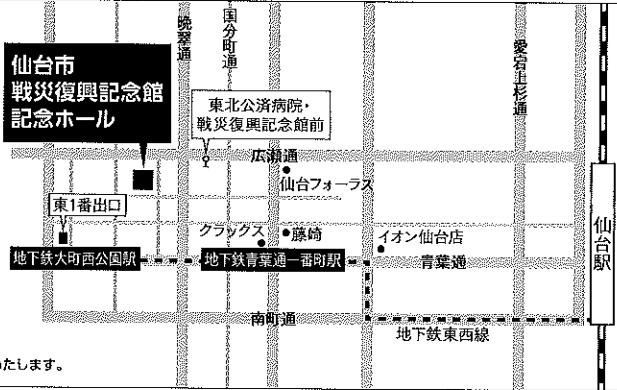 仙台市
戦災復興記念館
記念ホール
晩翠通
国分町通
愛宕上杉通
東北公済病院・
戦災復興記念館前
広瀬通
仙台フォーラス
東1番出口
クラックス
藤崎
イオン仙台店
仙台駅
地下鉄大町西公園駅
地下鉄青葉通一番町駅
青葉通
南町通
地下鉄東西線
たします。